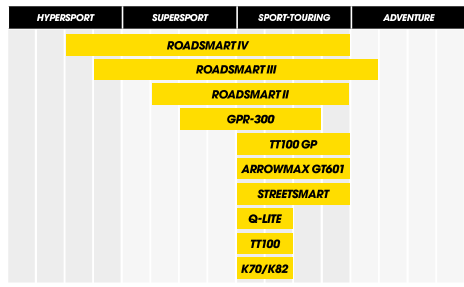 HYPERSPORT SUPERSPORT SPORT-TOURING ADVENTURE
ROADSMART IV
ROADSMART III
ROADSMART II
GPR-300
TT100 GP
ARROWMAX GT601
STREETSMART
Q-LITE
TT100
K70/K82